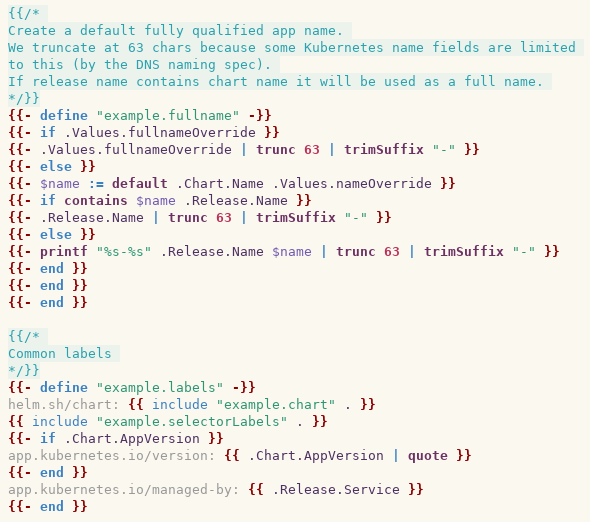 {{/*
Create a default fully qualified app name.
We truncate at 63 chars because some Kubernetes name fields are limited
to this (by the DNS naming spec).
If release name contains chart name it will be used as a full name.
*/}}
{{- define "example.fullname" -}}
{{- if .Values.fullnameOverride }}
{{- .Values.fullnameOverride | trunc 63 | trimSuffix "-" }}
{{- else }}
{{- $name := default .Chart.Name .Values.nameOverride }}
{{- if contains $name .Release.Name }}
{{- .Release.Name | trunc 63 | trimSuffix "-" }}
{{- else }}
{{- printf "%s-%s" .Release.Name $name | trunc 63 | trimSuffix "-" }}
{{- end }}
{{- end }}
{{- end }}

{{/*
Common labels
*/}}
{{- define "example.labels" -}}
helm.sh/chart: {{ include "example.chart" . }}
{{ include "example.selectorLabels" . }}
{{- if .Chart.AppVersion }}
app.kubernetes.io/version: {{ .Chart.AppVersion | quote }}
{{- end }}
app.kubernetes.io/managed-by: {{ .Release.Service }}
{{- end }}